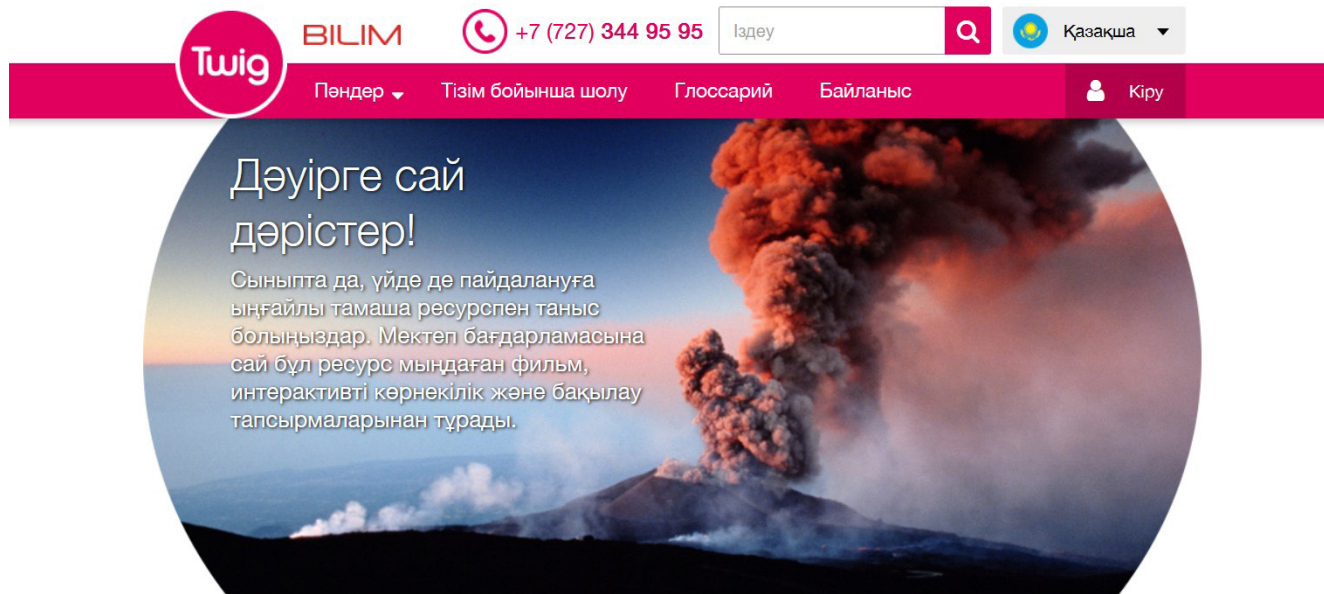 Twig
BILIM
+7 (727) 344 95 95
Іздеу
Қазақша
Пәндер
Тізім бойынша шолу
Глоссарий
Байланыс
Кіру
Дәуірге сай
дәрістер!
Сыныпта да, үйде де пайдалануға
ыңғайлы тамаша ресурспен таныс
болыңыздар. Мектеп бағдарламасына
сай бұл ресурс мыңдаған фильм,
интерактивті көрнекілік және бақылау
тапсырмаларынан тұрады.